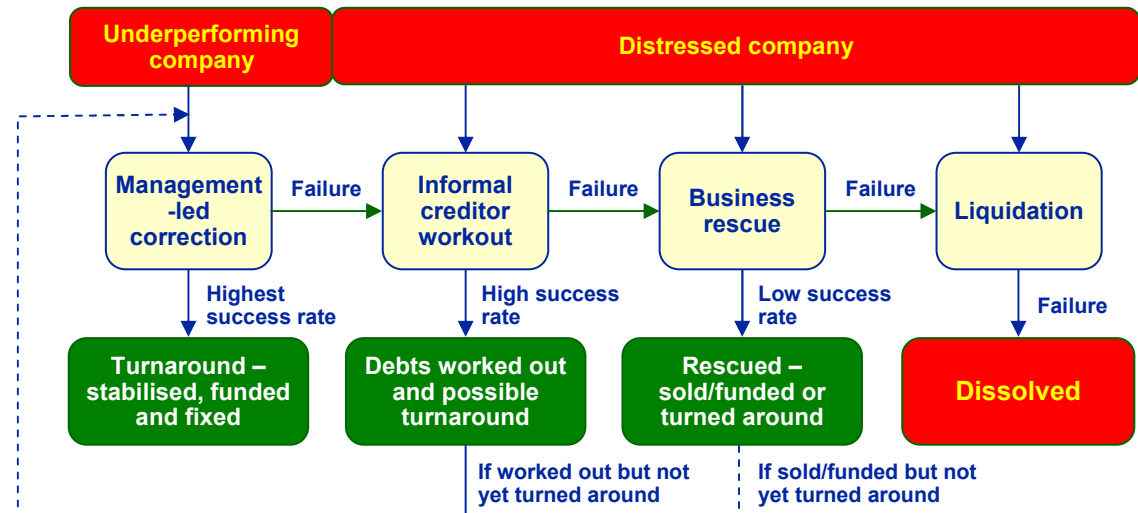 Underperforming
company
Distressed company
Management
-led
correction
Failure
Informal
creditor
workout
Failure
Business
rescue
Failure
Liquidation
Highest
success rate
High success
rate
Low success
rate
Failure
Turnaround –
stabilised, funded
and fixed
Debts worked out
and possible
turnaround
Rescued –
sold/funded or
turned around
Dissolved
If worked out but not
yet turned around
If sold/funded but not
yet turned around